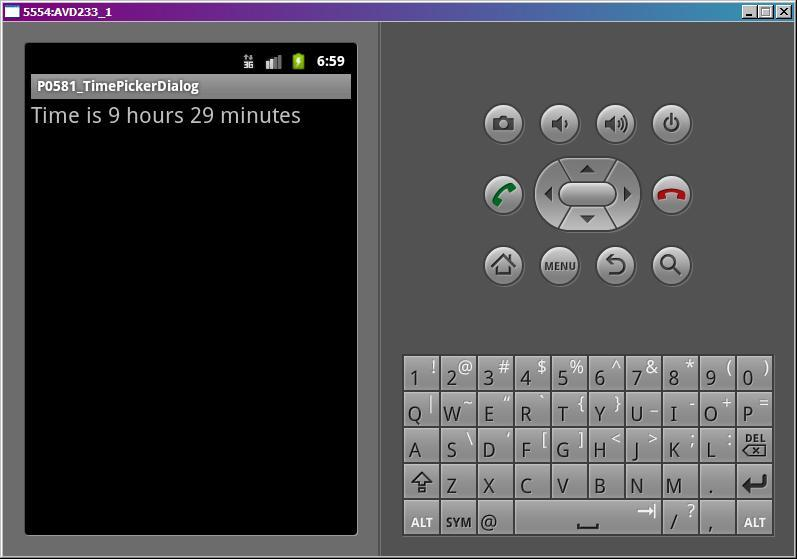 5554:AVD233_1
3G 6:59
P0581_TimePickerDialog
Time is 9 hours 29 minutes
MENU
1 ! 2 @ 3 # 4 $ 5 % 6 ^ 7 & 8 * 9 ( 0 )
Q | W ~ E " R ` T { Y } U _ I - O + P =
A S \ D ' F [ G ] H < J > K ; L : DEL
Z X C V B N M .
ALT SYM @ / ? , ALT